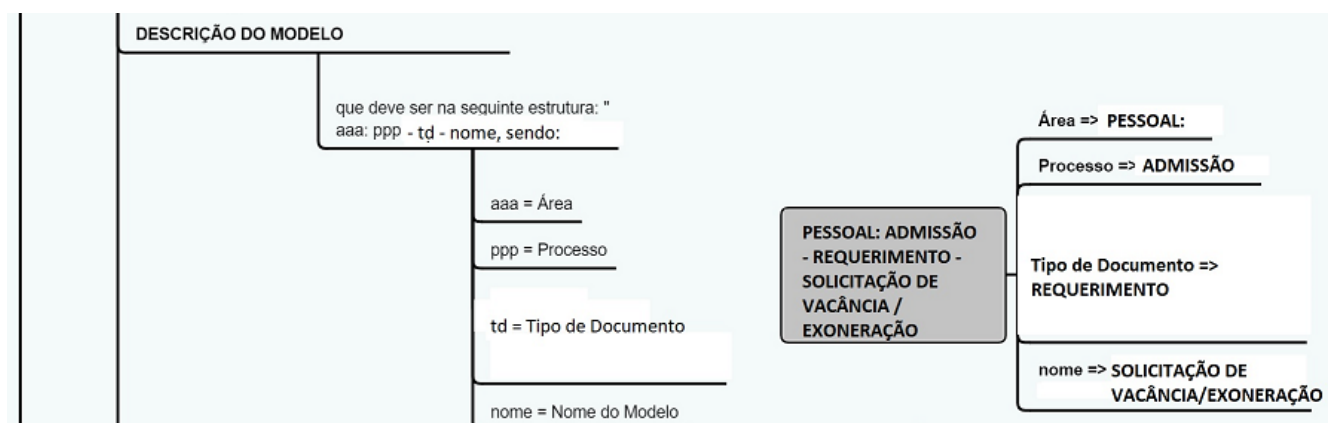 DESCRIÇÃO DO MODELO
que deve ser na seguinte estrutura: "
aaa: ppp - td - nome, sendo:
aaa = Área
ppp = Processo
td = Tipo de Documento
nome = Nome do Modelo
PESSOAL: ADMISSÃO
- REQUERIMENTO -
SOLICITAÇÃO DE
VACÂNCIA /
EXONERAÇÃO
Área => PESSOAL:
Processo => ADMISSÃO
Tipo de Documento =>
REQUERIMENTO
nome => SOLICITAÇÃO DE
VACÂNCIA/EXONERAÇÃO